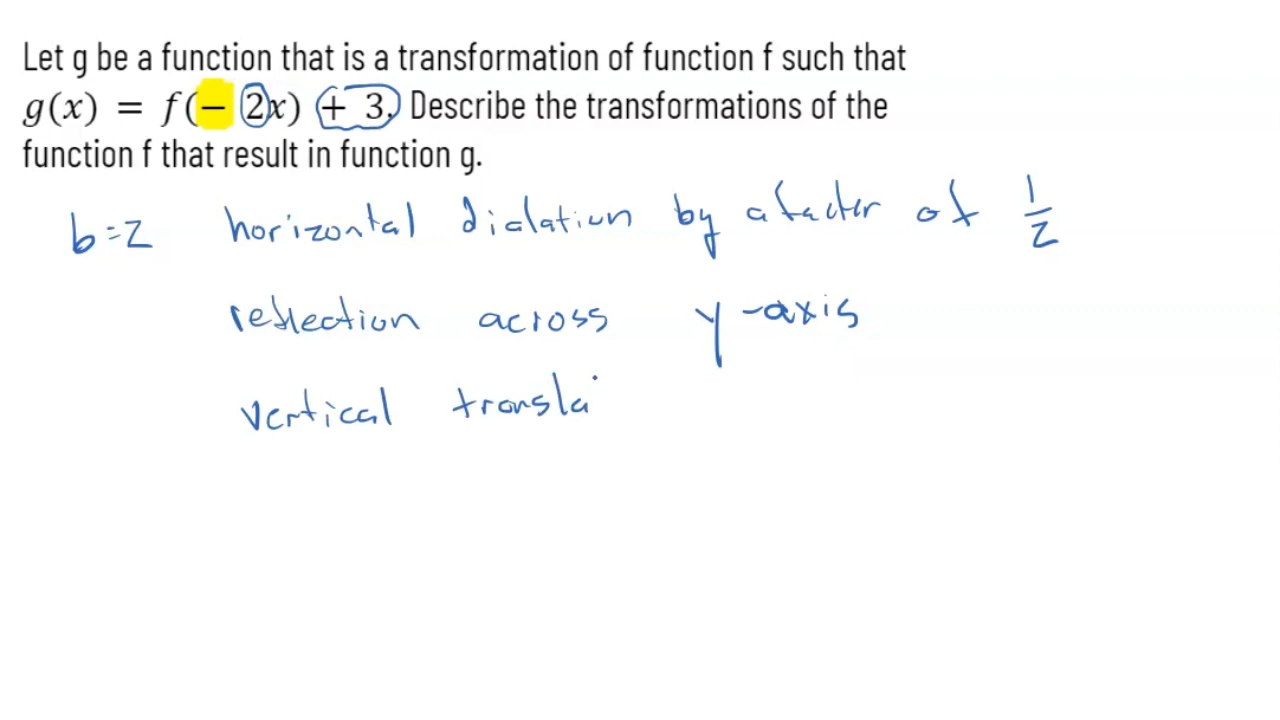 Let g be a function that is a transformation of function f such that
g(x) = f(− 2x) + 3. Describe the transformations of the
function f that result in function g.
b=2 horizontal dialation by a factor of 1/2
reflection across y-axis
vertical transla